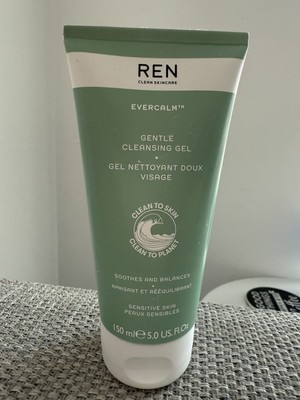 REN
CLEAN SKINCARE
EVERCALM™
GENTLE
CLEANSING GEL
•
GEL NETTOYANT DOUX
VISAGE
CLEAN TO SKIN
CLEAN TO PLANET
SOOTHES AND BALANCES
•
APAISANT ET RÉÉQUILIBRANT
SENSITIVE SKIN
PEAUX SENSIBLES
150 ml ℮ 5.0 US. Fl.Oz